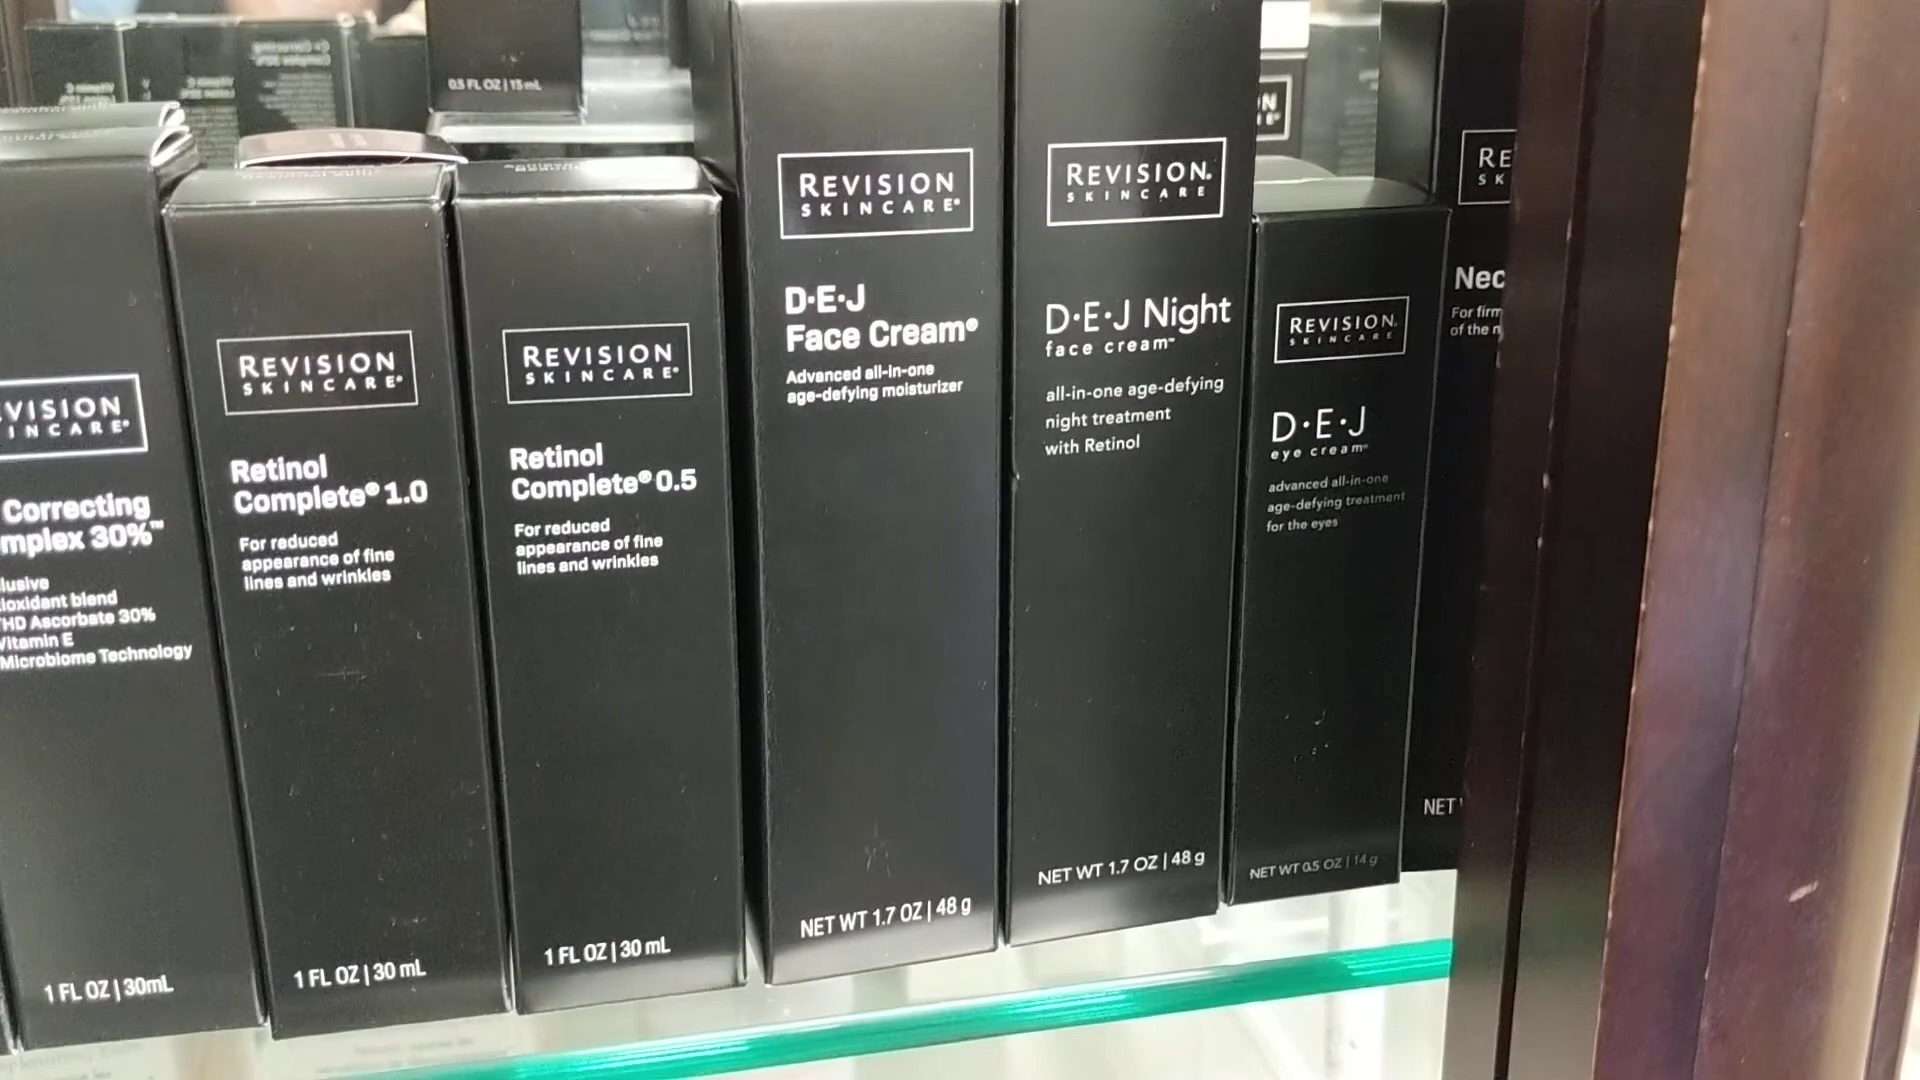 0.5 FL OZ | 15 mL
VISION
INCARE®
Correcting
mplex 30%™
lusive
ioxidant blend
THD Ascorbate 30%
Vitamin E
Microbiome Technology
1 FL OZ | 30mL
REVISION
SKINCARE®
Retinol
Complete® 1.0
For reduced
appearance of fine
lines and wrinkles
1 FL OZ | 30 mL
REVISION
SKINCARE®
Retinol
Complete® 0.5
For reduced
appearance of fine
lines and wrinkles
1 FL OZ | 30 mL
REVISION
SKINCARE®
D·E·J
Face Cream®
Advanced all-in-one
age-defying moisturizer
NET WT 1.7 OZ | 48 g
REVISION.
SKINCARE
D·E·J Night
face cream™
all-in-one age-defying
night treatment
with Retinol
NET WT 1.7 OZ | 48 g
REVISION.
SKINCARE
D·E·J
eye cream™
advanced all-in-one
age-defying treatment
for the eyes
NET WT 0.5 OZ | 14 g
RE
SK
Nec
For firm
of the n
NET